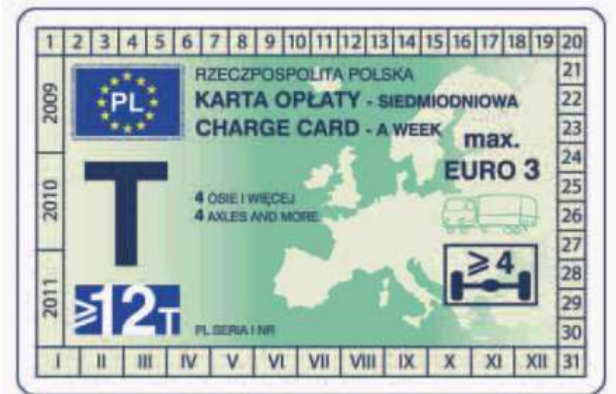 1 2 3 4 5 6 7 8 9 10 11 12 13 14 15 16 17 18 19 20
21
22
23
24
25
26
27
28
29
30
31
2009
2010
2011
PL
RZECZPOSPOLITA POLSKA
KARTA OPŁATY - SIEDMIODNIOWA
CHARGE CARD - A WEEK
max.
EURO 3
T
4 OSIE I WIĘCEJ
4 AXLES AND MORE
≥4
≥12T
PL SERIA I NR
I II III IV V VI VII VIII IX X XI XII